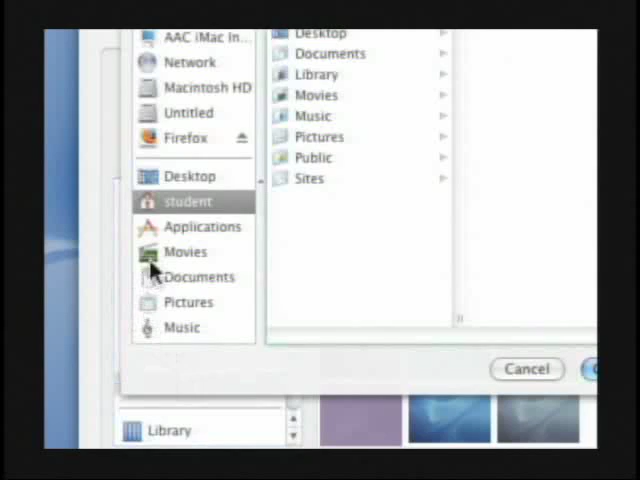 AAC iMac In...
Network
Macintosh HD
Untitled
Firefox
Desktop
student
Applications
Movies
Documents
Pictures
Music
Desktop
Documents
Library
Movies
Music
Pictures
Public
Sites
Cancel
Library